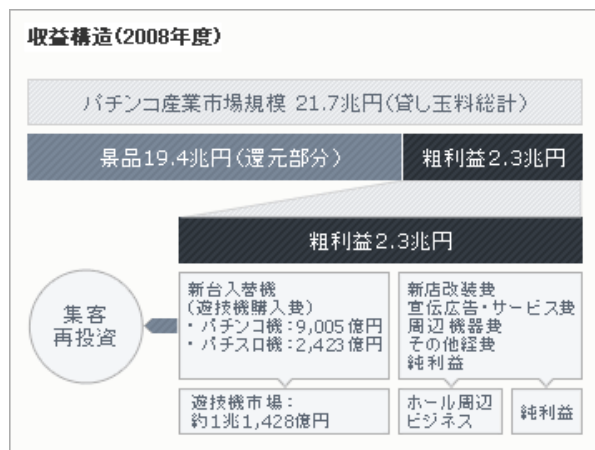 収益構造(2008年度)
パチンコ産業市場規模 21.7兆円(貸し玉料総計)
景品19.4兆円(還元部分)
粗利益2.3兆円
粗利益2.3兆円
集客
再投資
新台入替機
(遊技機購入費)
・パチンコ機:9,005億円
・パチスロ機:2,423億円
新店改装費
宣伝広告・サービス費
周辺機器費
その他経費
純利益
遊技機市場:
約1兆1,428億円
ホール周辺
ビジネス
純利益